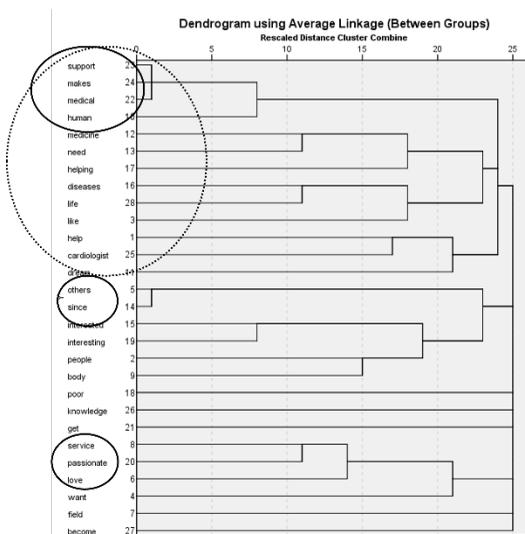 Dendrogram using Average Linkage (Between Groups)
Rescaled Distance Cluster Combine
0 5 10 15 20 25
support 23
makes 24
medical 22
human
medicine 12
need 13
helping 17
diseases 16
life 28
like 3
help 1
cardiologist 25
dream
others 5
since 14
interested 15
interesting 19
people 2
body 9
poor 18
knowledge 26
get 21
service 8
passionate 20
love 6
want 4
field 7
become 27